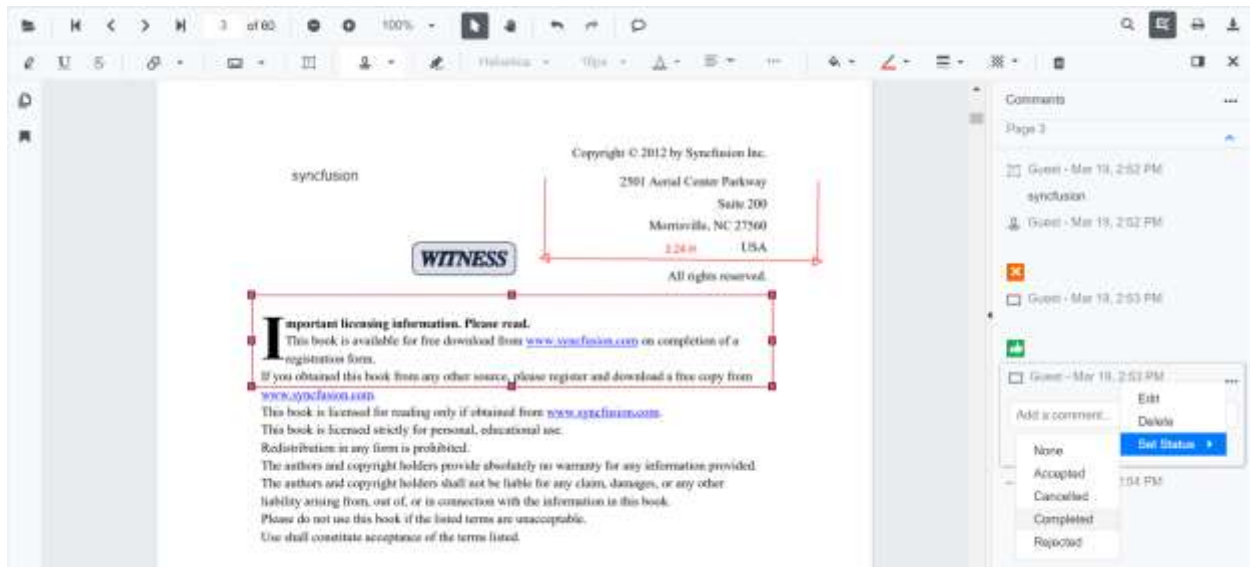 3 of 60 100%
U S Helvetica 10px A
Comments
Page 3
Guest - Mar 19, 2:52 PM
syncfusion
Guest - Mar 19, 2:52 PM
Guest - Mar 19, 2:53 PM
Guest - Mar 19, 2:53 PM
Add a comment...
Edit
Delete
Set Status
None
Accepted
Cancelled
Completed
Rejected
2:54 PM
syncfusion
Copyright © 2012 by Syncfusion Inc.
2501 Aerial Center Parkway
Suite 200
Morrisville, NC 27560
USA
All rights reserved.
WITNESS
Important licensing information. Please read.
This book is available for free download from www.syncfusion.com on completion of a
registration form.
If you obtained this book from any other source, please register and download a free copy from
www.syncfusion.com.
This book is licensed for reading only if obtained from www.syncfusion.com.
This book is licensed strictly for personal, educational use.
Redistribution in any form is prohibited.
The authors and copyright holders provide absolutely no warranty for any information provided.
The authors and copyright holders shall not be liable for any claim, damages, or any other
liability arising from, out of, or in connection with the information in this book.
Please do not use this book if the listed terms are unacceptable.
Use shall constitute acceptance of the terms listed.